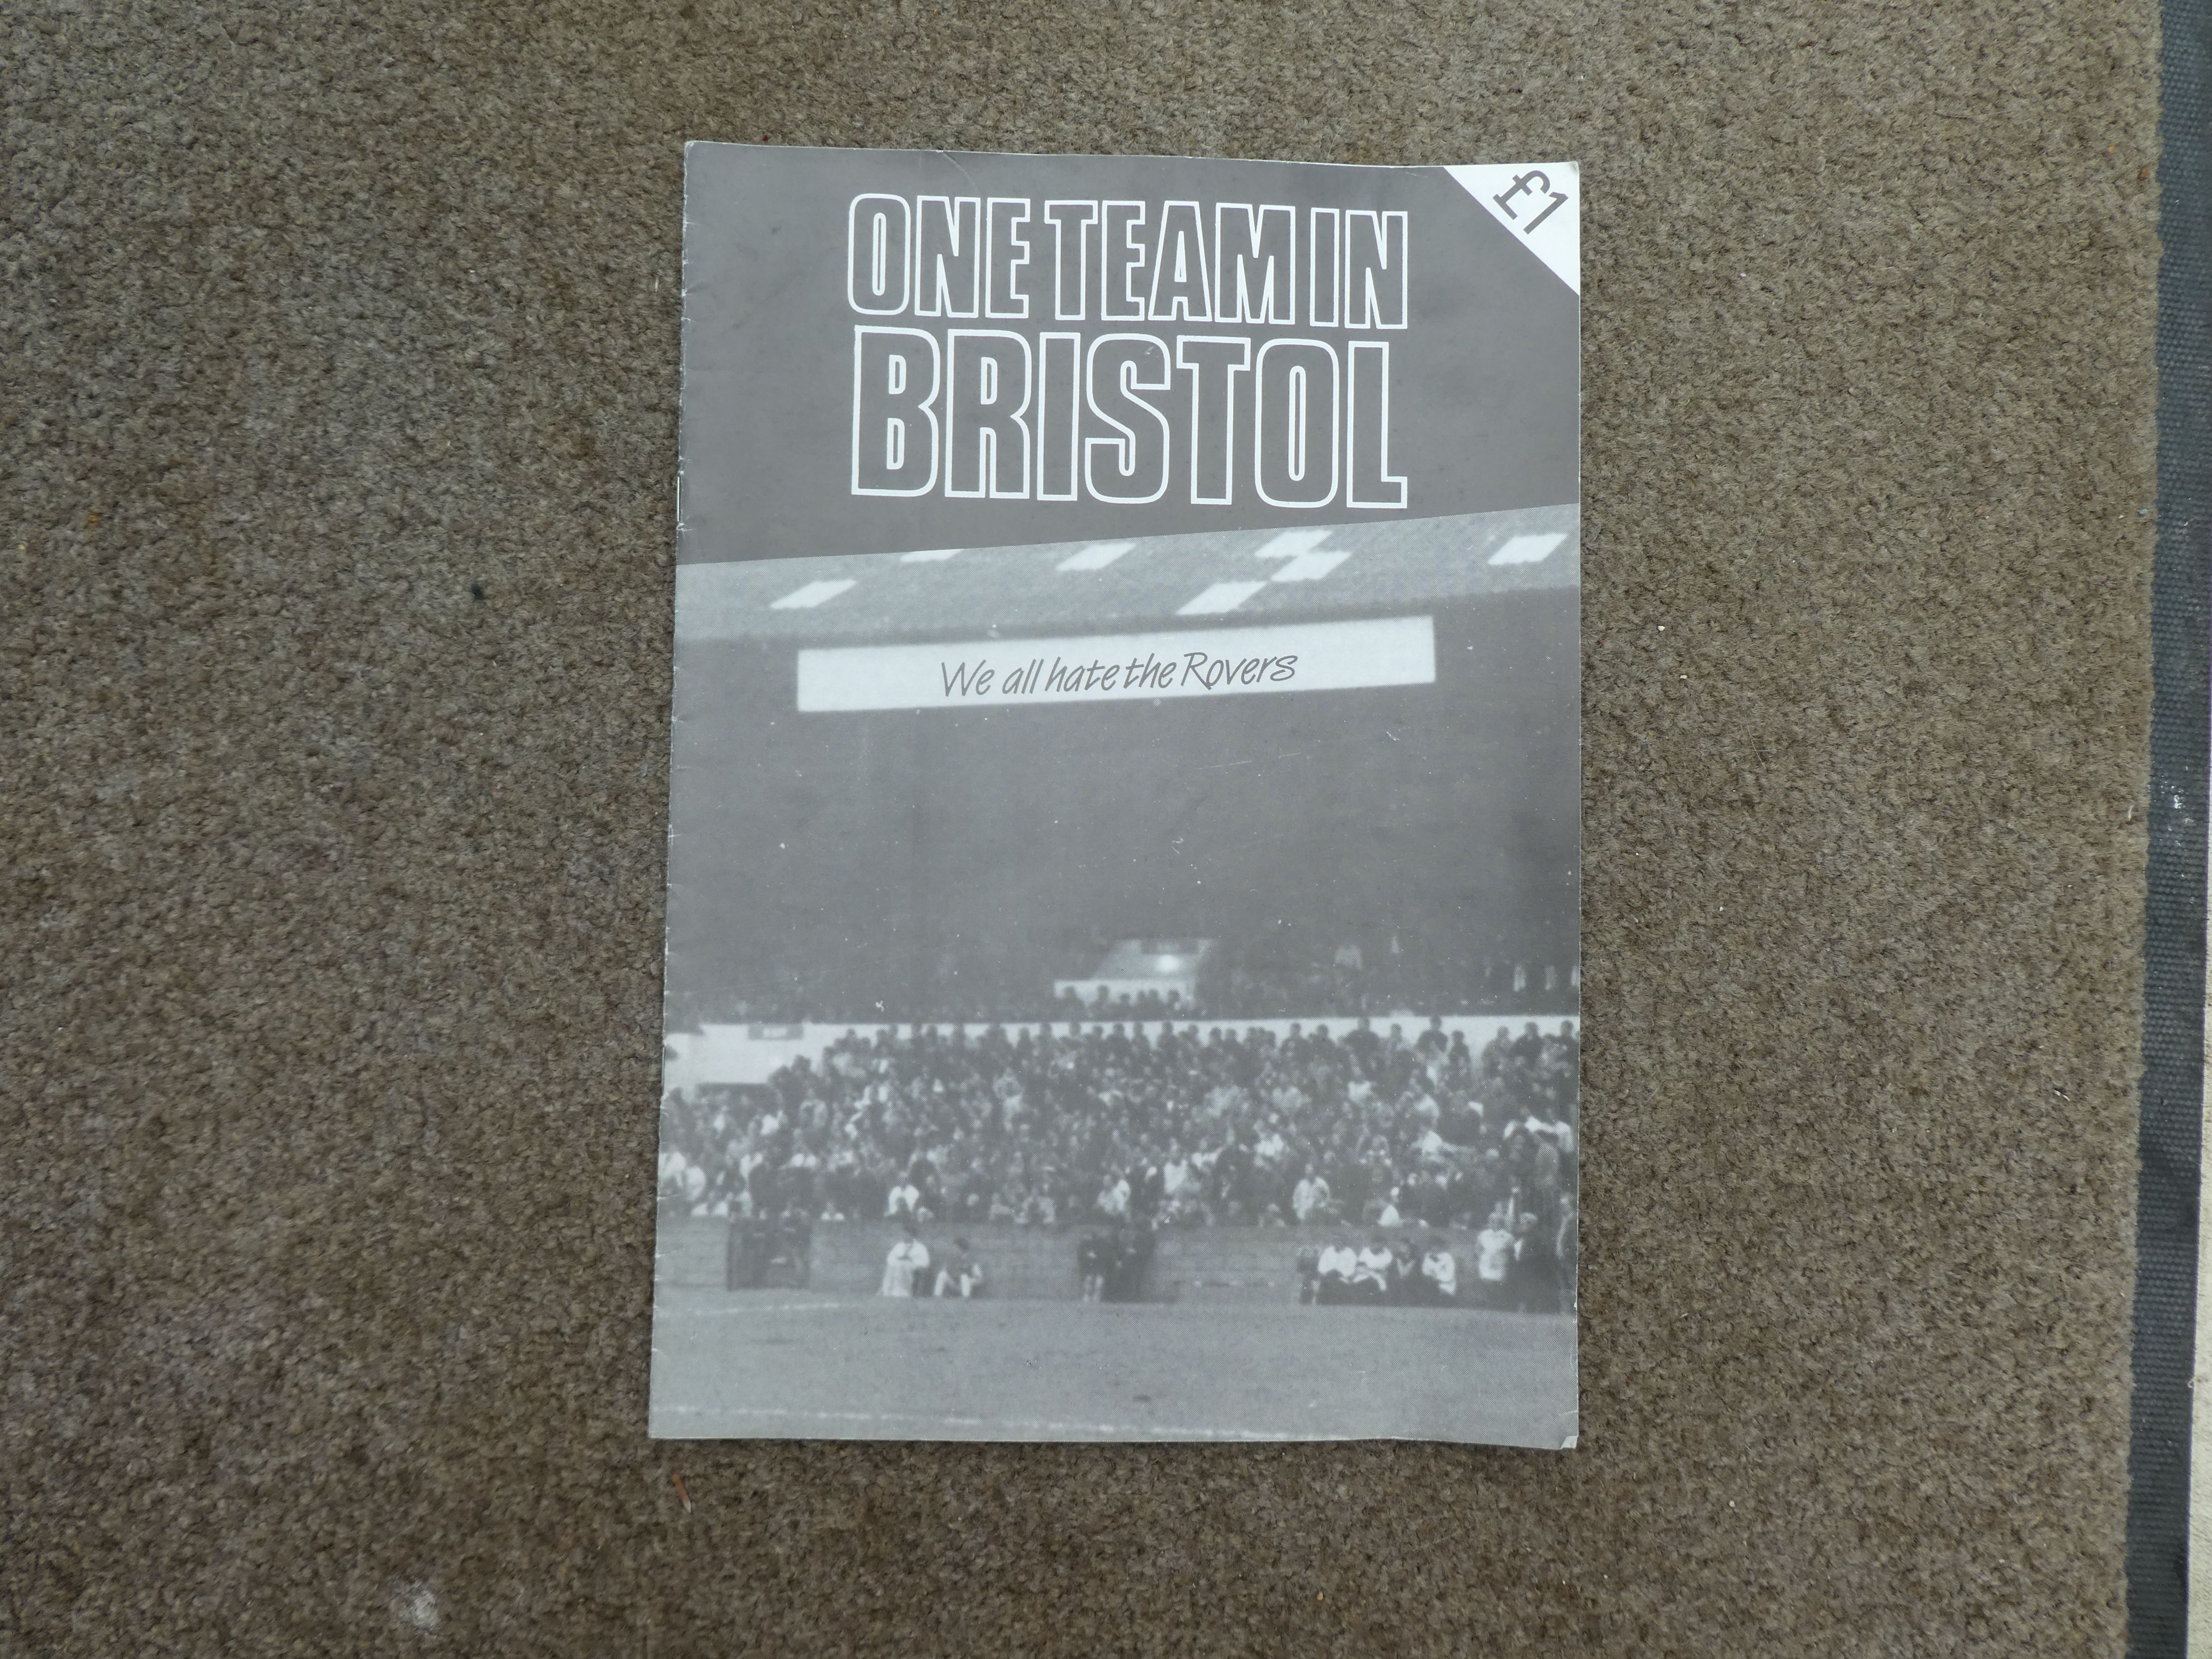 £1
ONE TEAM IN
BRISTOL
We all hate the Rovers